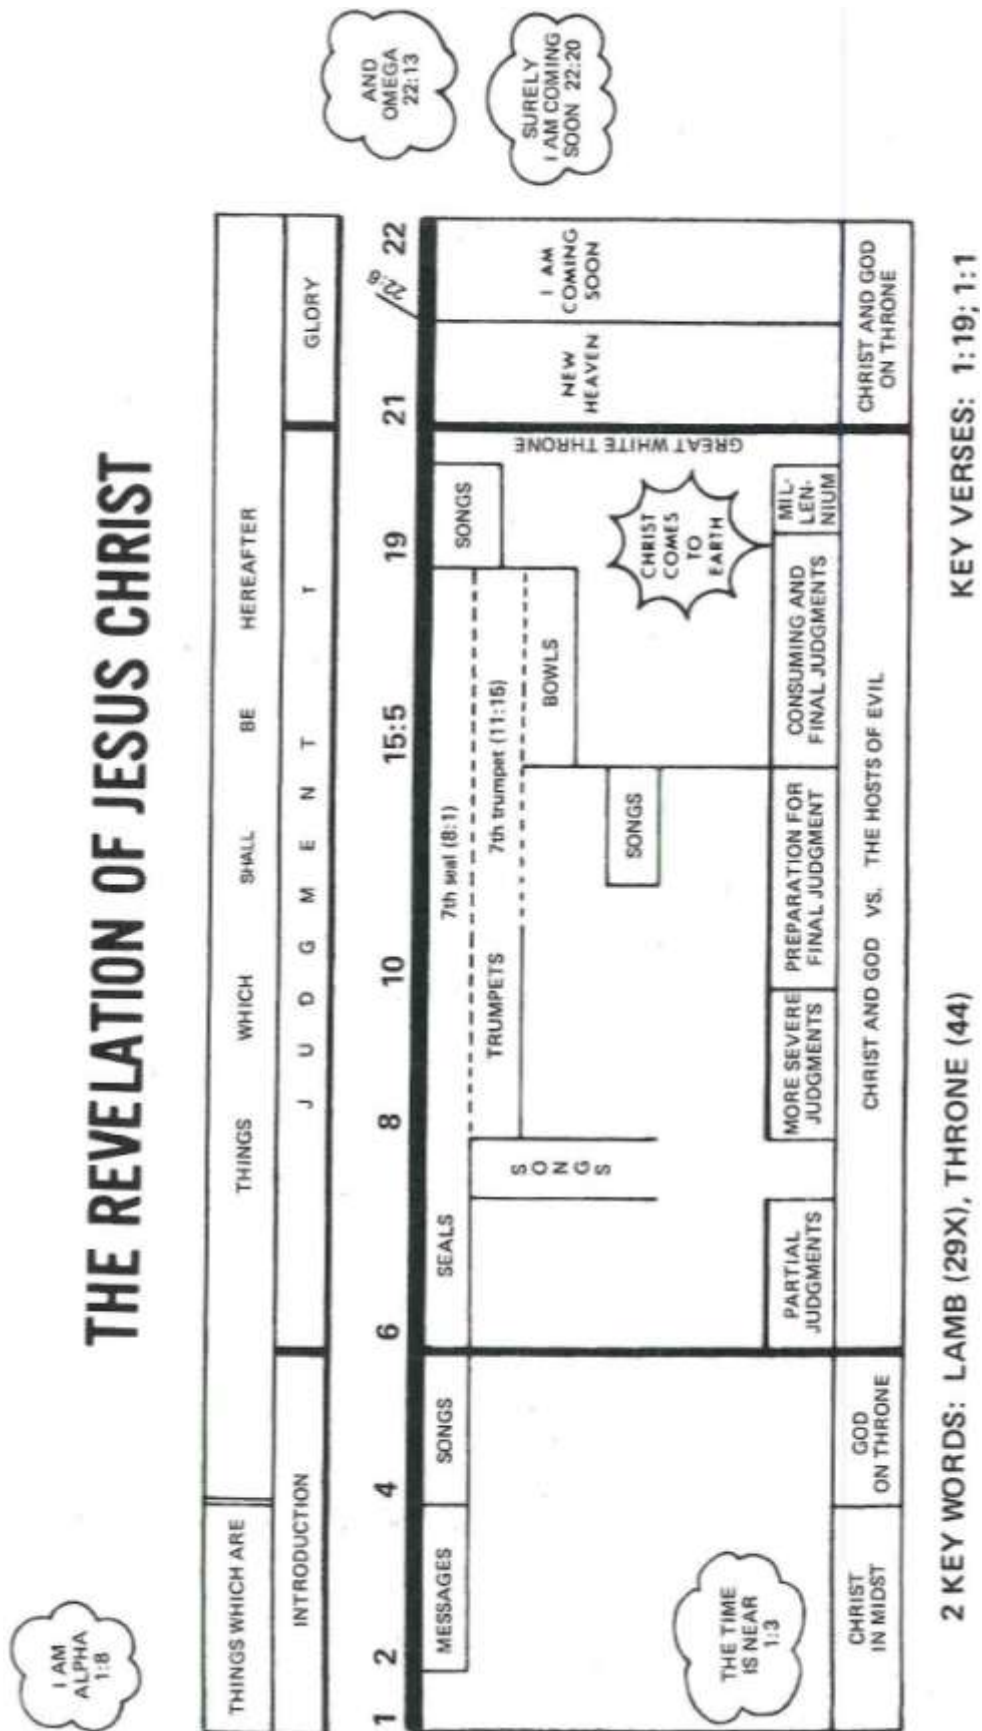 THE REVELATION OF JESUS CHRIST
I AM
ALPHA
1:8
AND
OMEGA
22:13
SURELY
I AM COMING
SOON 22:20
THINGS WHICH ARE
THINGS WHICH SHALL BE HEREAFTER
INTRODUCTION
J U D G M E N T T
GLORY
1 2 4 6 8 10 15:5 19 21 22
22:6
MESSAGES
SONGS
SEALS
7th seal (8:1)
SONGS
TRUMPETS
7th trumpet (11:15)
SONGS
BOWLS
SONGS
GREAT WHITE THRONE
NEW
HEAVEN
I AM
COMING
SOON
THE TIME
IS NEAR
1:3
CHRIST
COMES
TO
EARTH
PARTIAL
JUDGMENTS
MORE SEVERE
JUDGMENTS
PREPARATION FOR
FINAL JUDGMENT
CONSUMING AND
FINAL JUDGMENTS
MIL-
LEN-
NIUM
CHRIST
IN MIDST
GOD
ON THRONE
CHRIST AND GOD VS. THE HOSTS OF EVIL
CHRIST AND GOD
ON THRONE
2 KEY WORDS: LAMB (29X), THRONE (44)
KEY VERSES: 1:19; 1:1